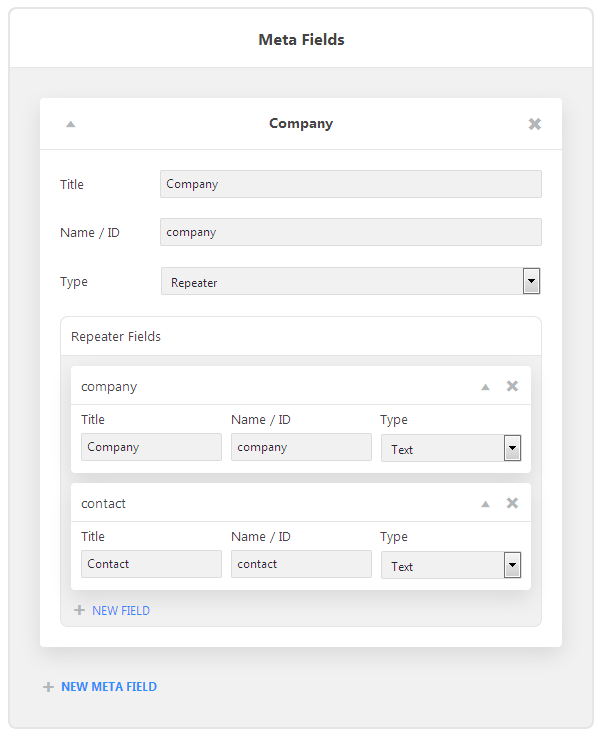 Meta Fields
Company
Title Company
Name / ID company
Type Repeater
Repeater Fields
company
Title Name / ID Type
Company company Text
contact
Title Name / ID Type
Contact contact Text
NEW FIELD
NEW META FIELD